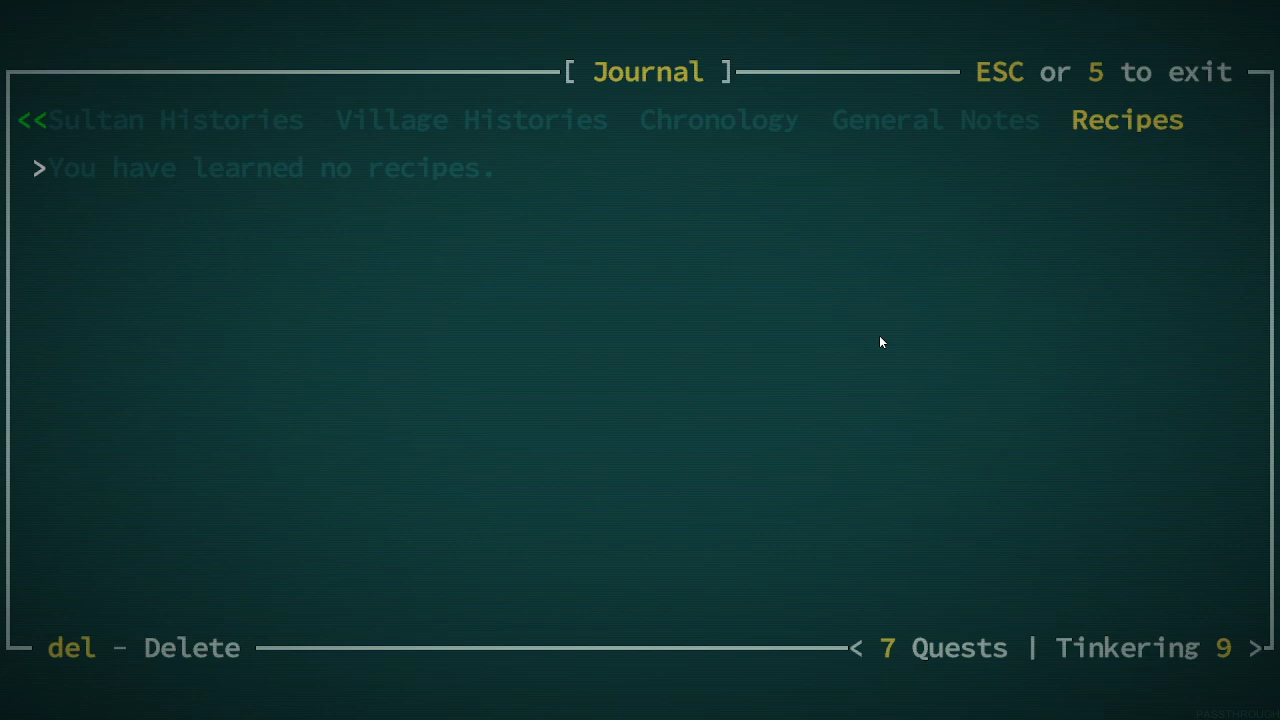 [ Journal ] ESC or 5 to exit
<<Sultan Histories Village Histories Chronology General Notes Recipes
>You have learned no recipes.
del - Delete < 7 Quests | Tinkering 9 >